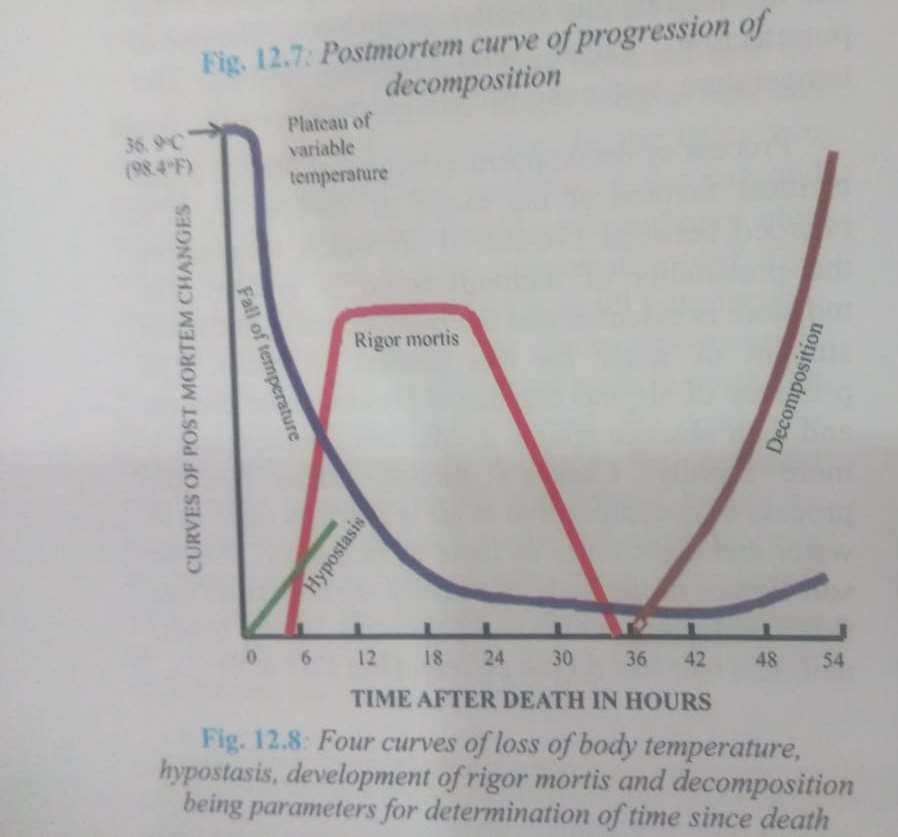 Fig. 12.7: Postmortem curve of progression of
decomposition
Plateau of
variable
temperature
36. 9°C
(98.4°F)
CURVES OF POST MORTEM CHANGES
Fall of temperature
Rigor mortis
Hypostasis
Decomposition
0 6 12 18 24 30 36 42 48 54
TIME AFTER DEATH IN HOURS
Fig. 12.8: Four curves of loss of body temperature,
hypostasis, development of rigor mortis and decomposition
being parameters for determination of time since death